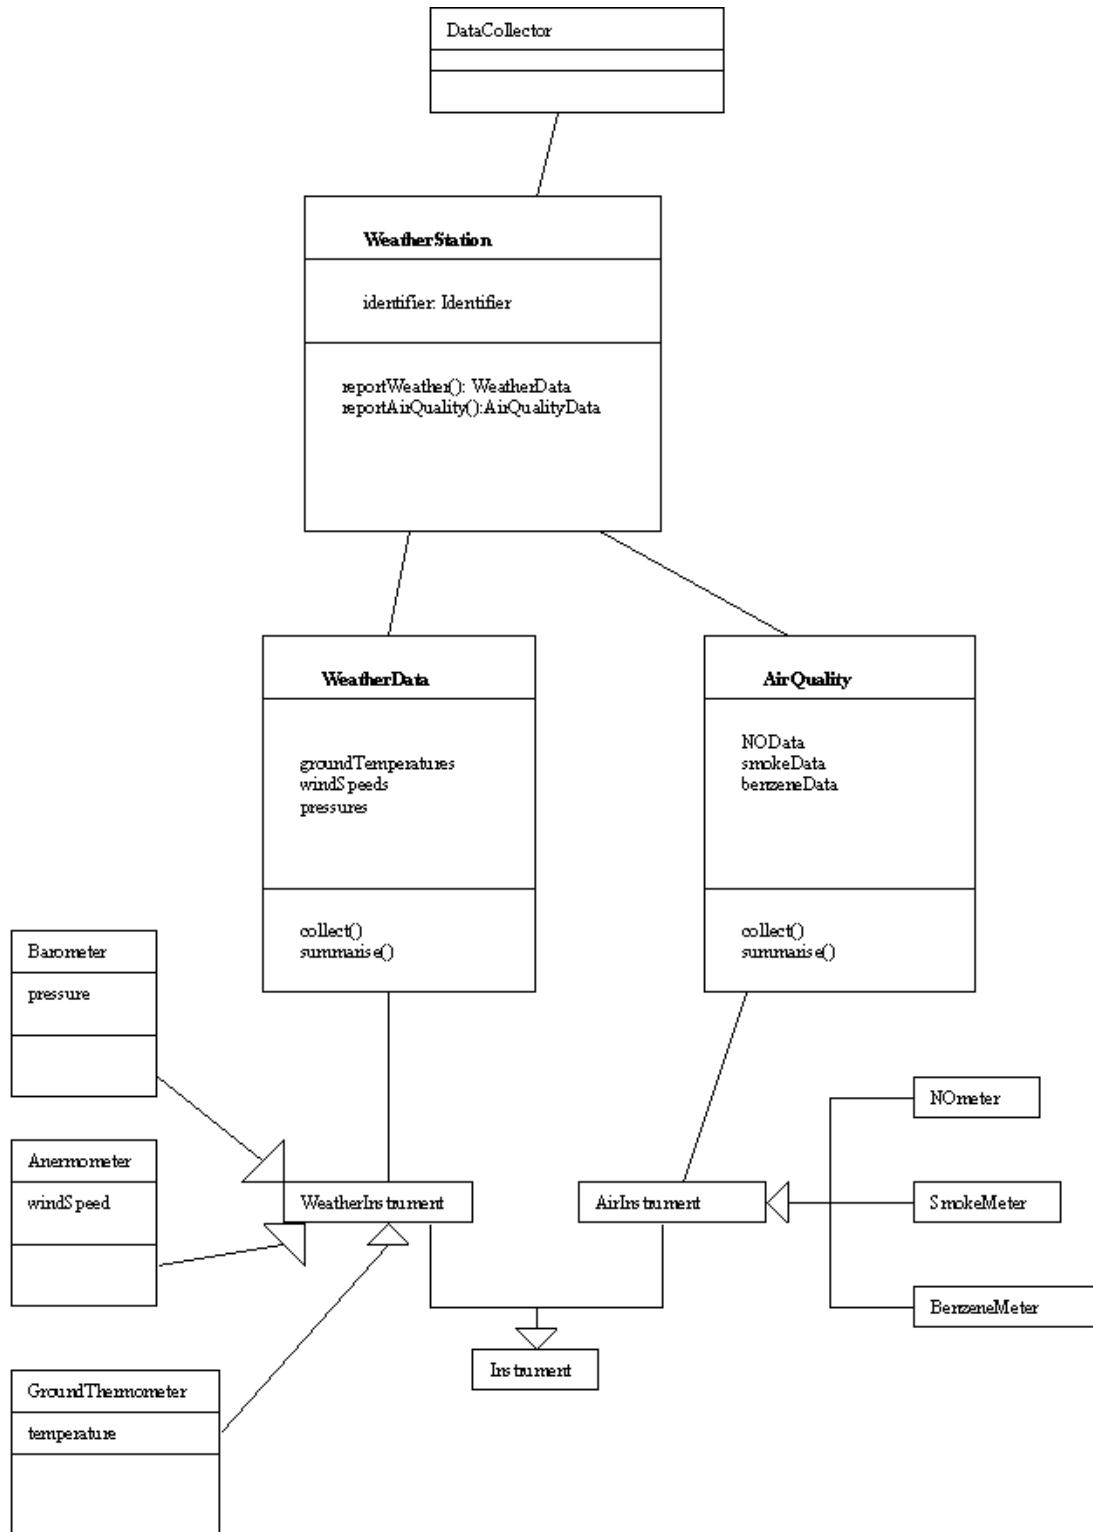 DataCollector
WeatherStation
identifier: Identifier
reportWeather(): WeatherData
reportAirQuality():AirQualityData
WeatherData
groundTemperatures
windSpeeds
pressures
collect()
summarise()
AirQuality
NOData
smokeData
benzeneData
collect()
summarise()
Barometer
pressure
Anermometer
windSpeed
GroundThermometer
temperature
WeatherInstrument
AirInstrument
NOmeter
SmokeMeter
BenzeneMeter
Instrument